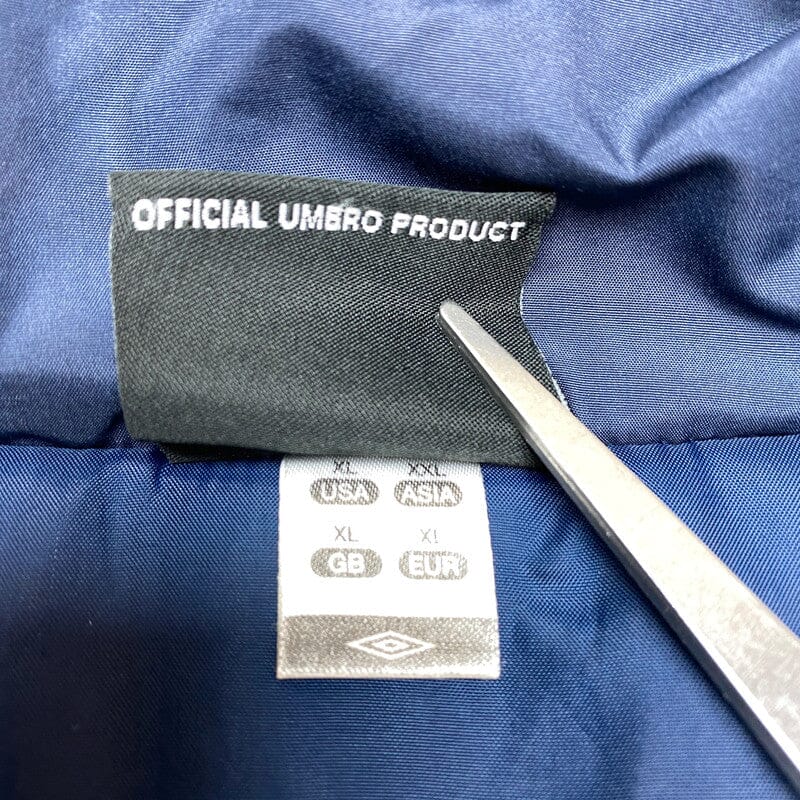 OFFICIAL UMBRO PRODUCT
XL XXL
USA ASIA
XL XL
GB EUR